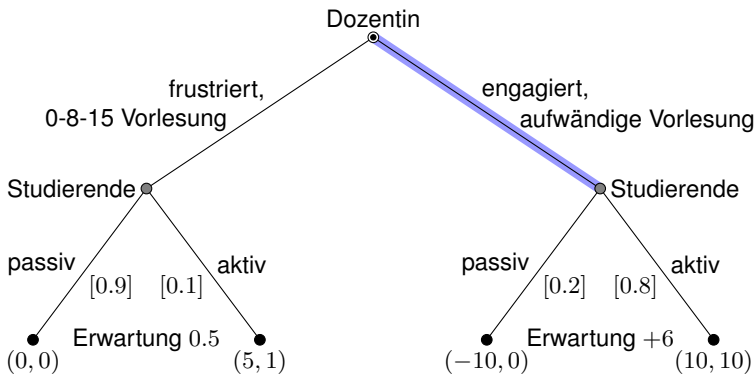 Dozentin
frustriert,
0-8-15 Vorlesung
engagiert,
aufwändige Vorlesung
Studierende
Studierende
passiv
aktiv
passiv
aktiv
[0.9]
[0.1]
[0.2]
[0.8]
Erwartung 0.5
Erwartung +6
(0, 0)
(5, 1)
(−10, 0)
(10, 10)